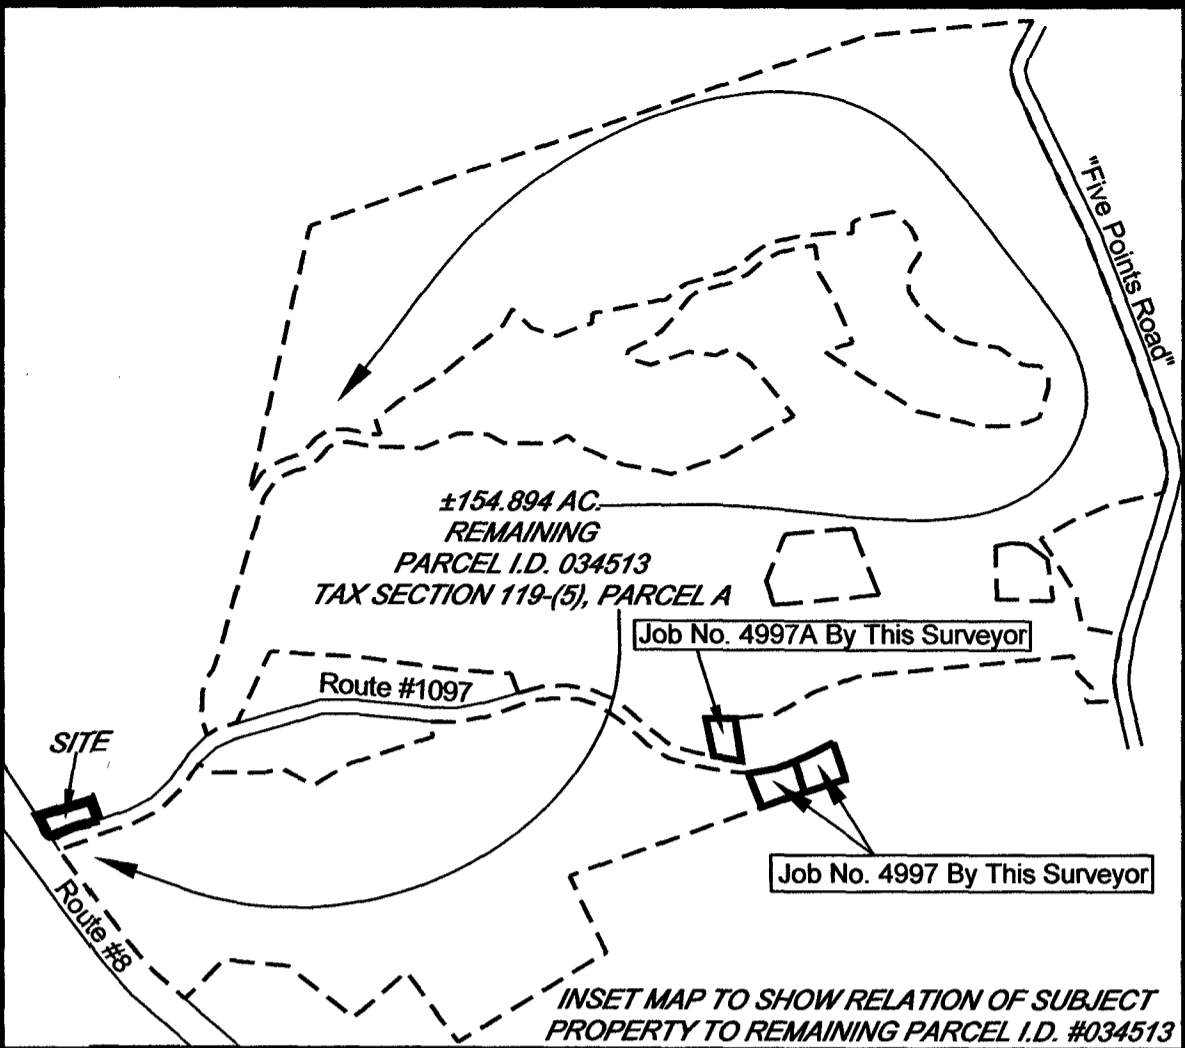 "Five Points Road"
±154.894 AC.
REMAINING
PARCEL I.D. 034513
TAX SECTION 119-(5), PARCEL A
Job No. 4997A By This Surveyor
Route #1097
SITE
Job No. 4997 By This Surveyor
Route #8
INSET MAP TO SHOW RELATION OF SUBJECT
PROPERTY TO REMAINING PARCEL I.D. #034513